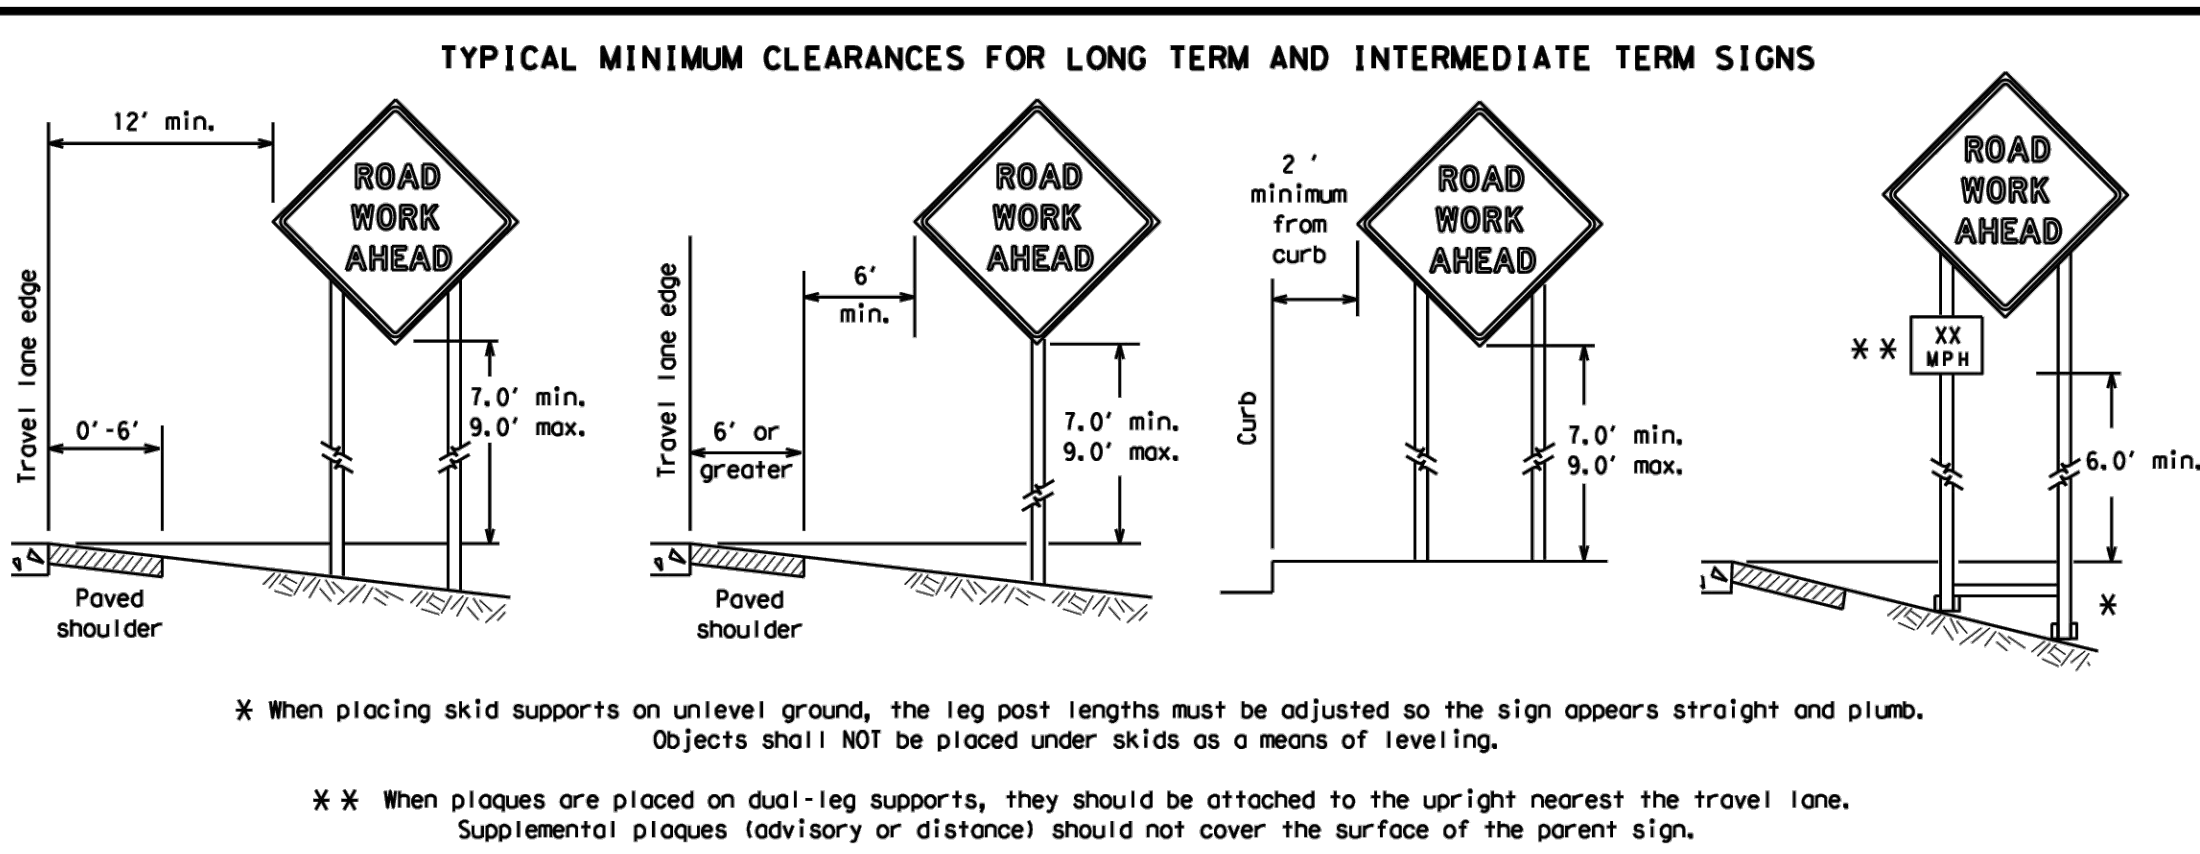 TYPICAL MINIMUM CLEARANCES FOR LONG TERM AND INTERMEDIATE TERM SIGNS
12' min.
ROAD
WORK
AHEAD
Travel lane edge
0'-6'
7.0' min.
9.0' max.
Paved
shoulder
ROAD
WORK
AHEAD
Travel lane edge
6'
min.
6' or
greater
7.0' min.
9.0' max.
Paved
shoulder
2'
minimum
from
curb
ROAD
WORK
AHEAD
Curb
7.0' min.
9.0' max.
ROAD
WORK
AHEAD
* *
XX
MPH
6.0' min.
*
* When placing skid supports on unlevel ground, the leg post lengths must be adjusted so the sign appears straight and plumb.
Objects shall NOT be placed under skids as a means of leveling.
* * When plaques are placed on dual-leg supports, they should be attached to the upright nearest the travel lane.
Supplemental plaques (advisory or distance) should not cover the surface of the parent sign.